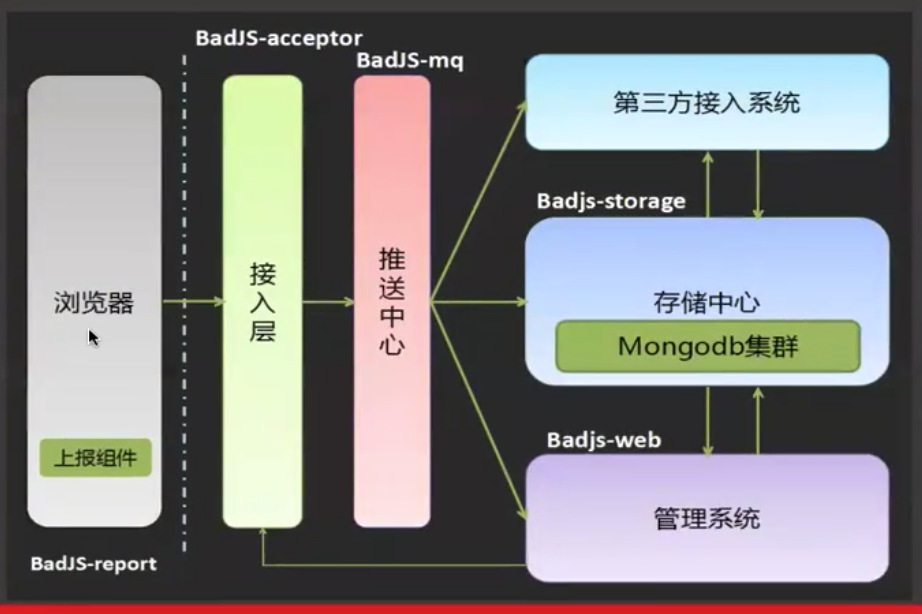 BadJS-acceptor
BadJS-mq
第三方接入系统
Badjs-storage
浏览器
接入层
推送中心
存储中心
Mongodb集群
Badjs-web
上报组件
管理系统
BadJS-report